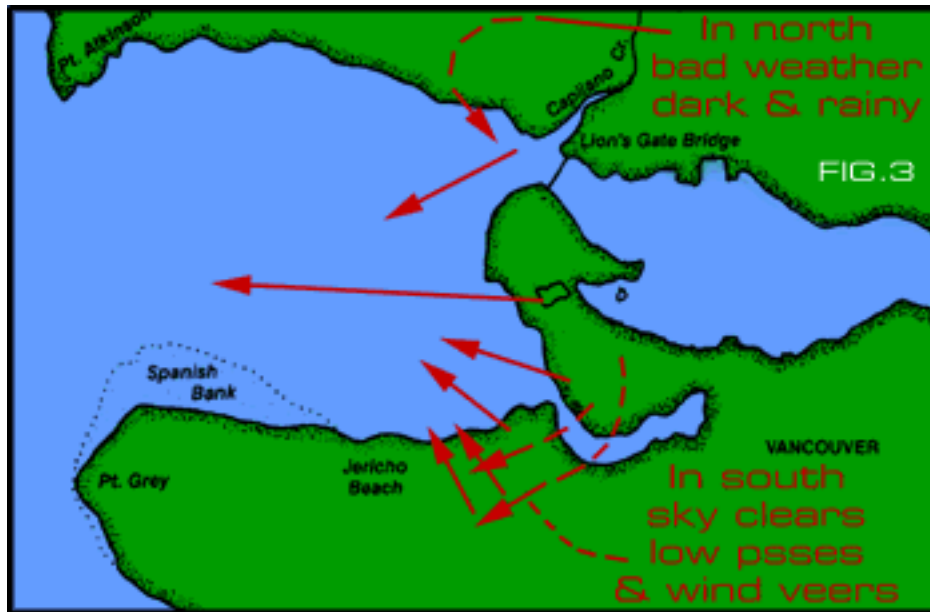 Pt. Atkinson
In north
bad weather
dark & rainy
Capilano Cr.
Lion's Gate Bridge
FIG.3
Spanish
Bank
Pt. Grey
Jericho
Beach
VANCOUVER
In south
sky clears
low psses
& wind veers